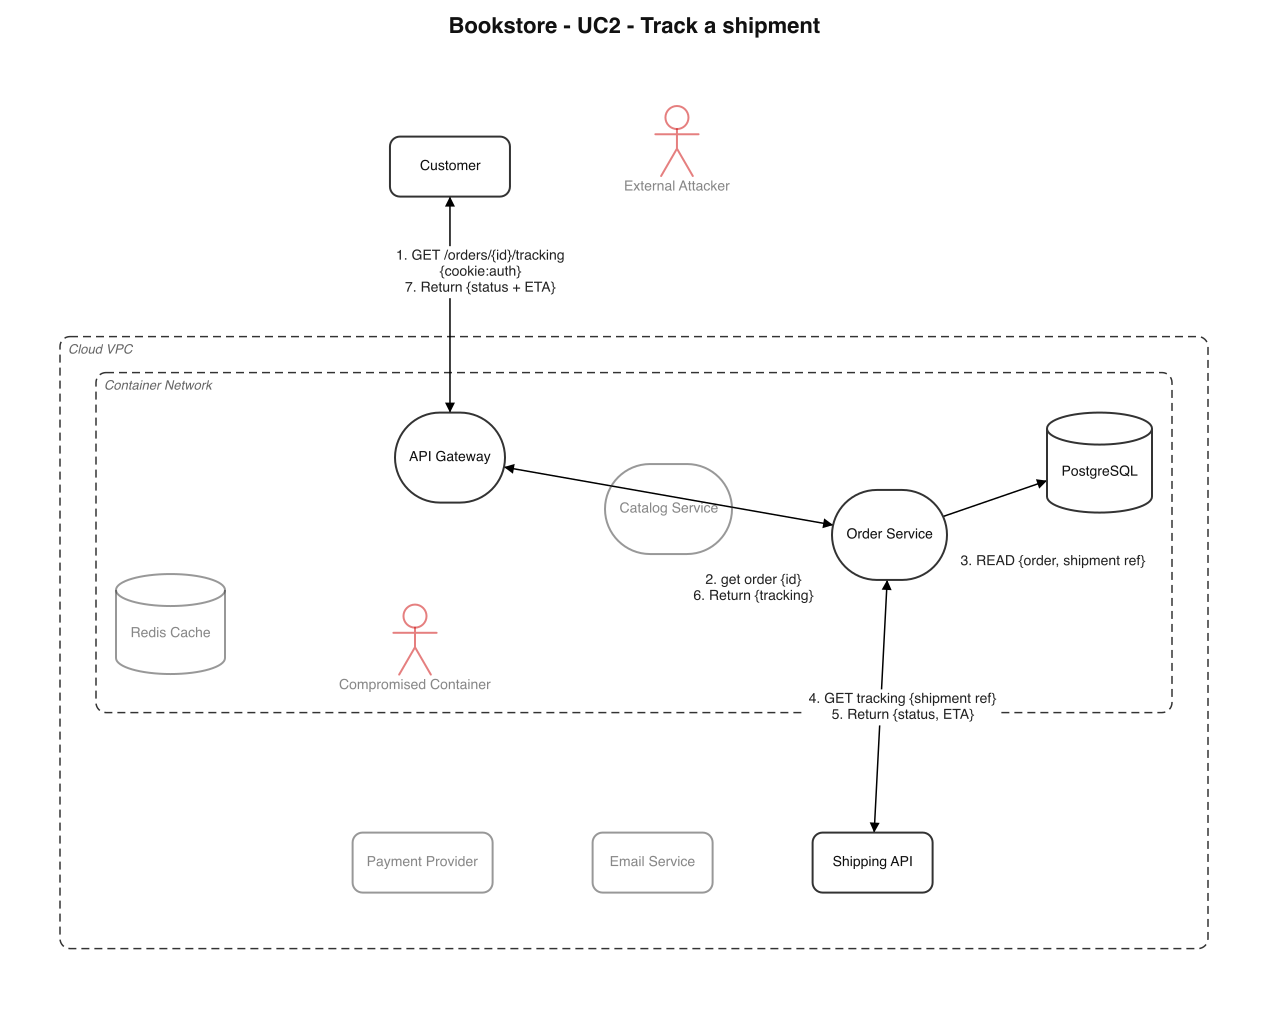 Bookstore - UC2 - Track a shipment
External Attacker
Customer
1. GET /orders/{id}/tracking
{cookie:auth}
7. Return {status + ETA}
Cloud VPC
Container Network
API Gateway
Catalog Service
Order Service
PostgreSQL
3. READ {order, shipment ref}
2. get order {id}
6. Return {tracking}
Redis Cache
Compromised Container
4. GET tracking {shipment ref}
5. Return {status, ETA}
Payment Provider
Email Service
Shipping API